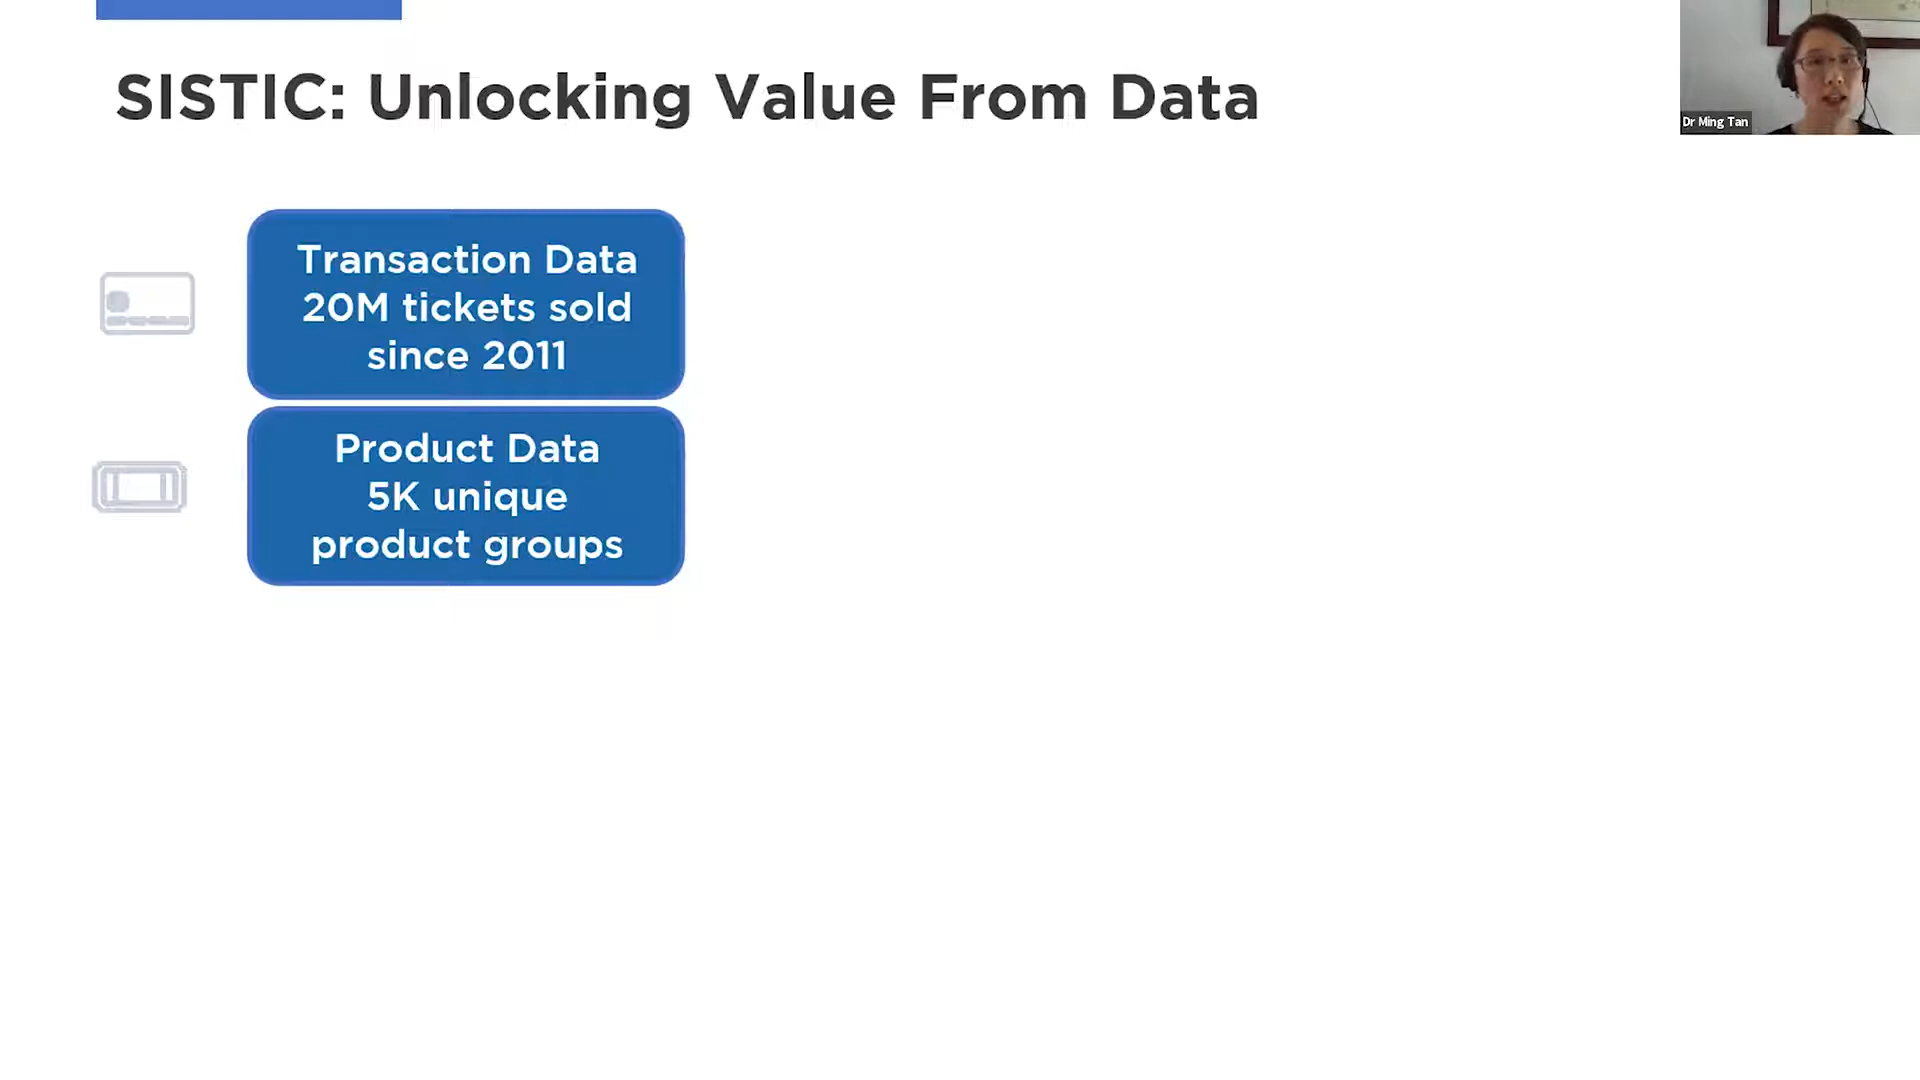 SISTIC: Unlocking Value From Data
Dr Ming Tan
Transaction Data
20M tickets sold
since 2011
Product Data
5K unique
product groups